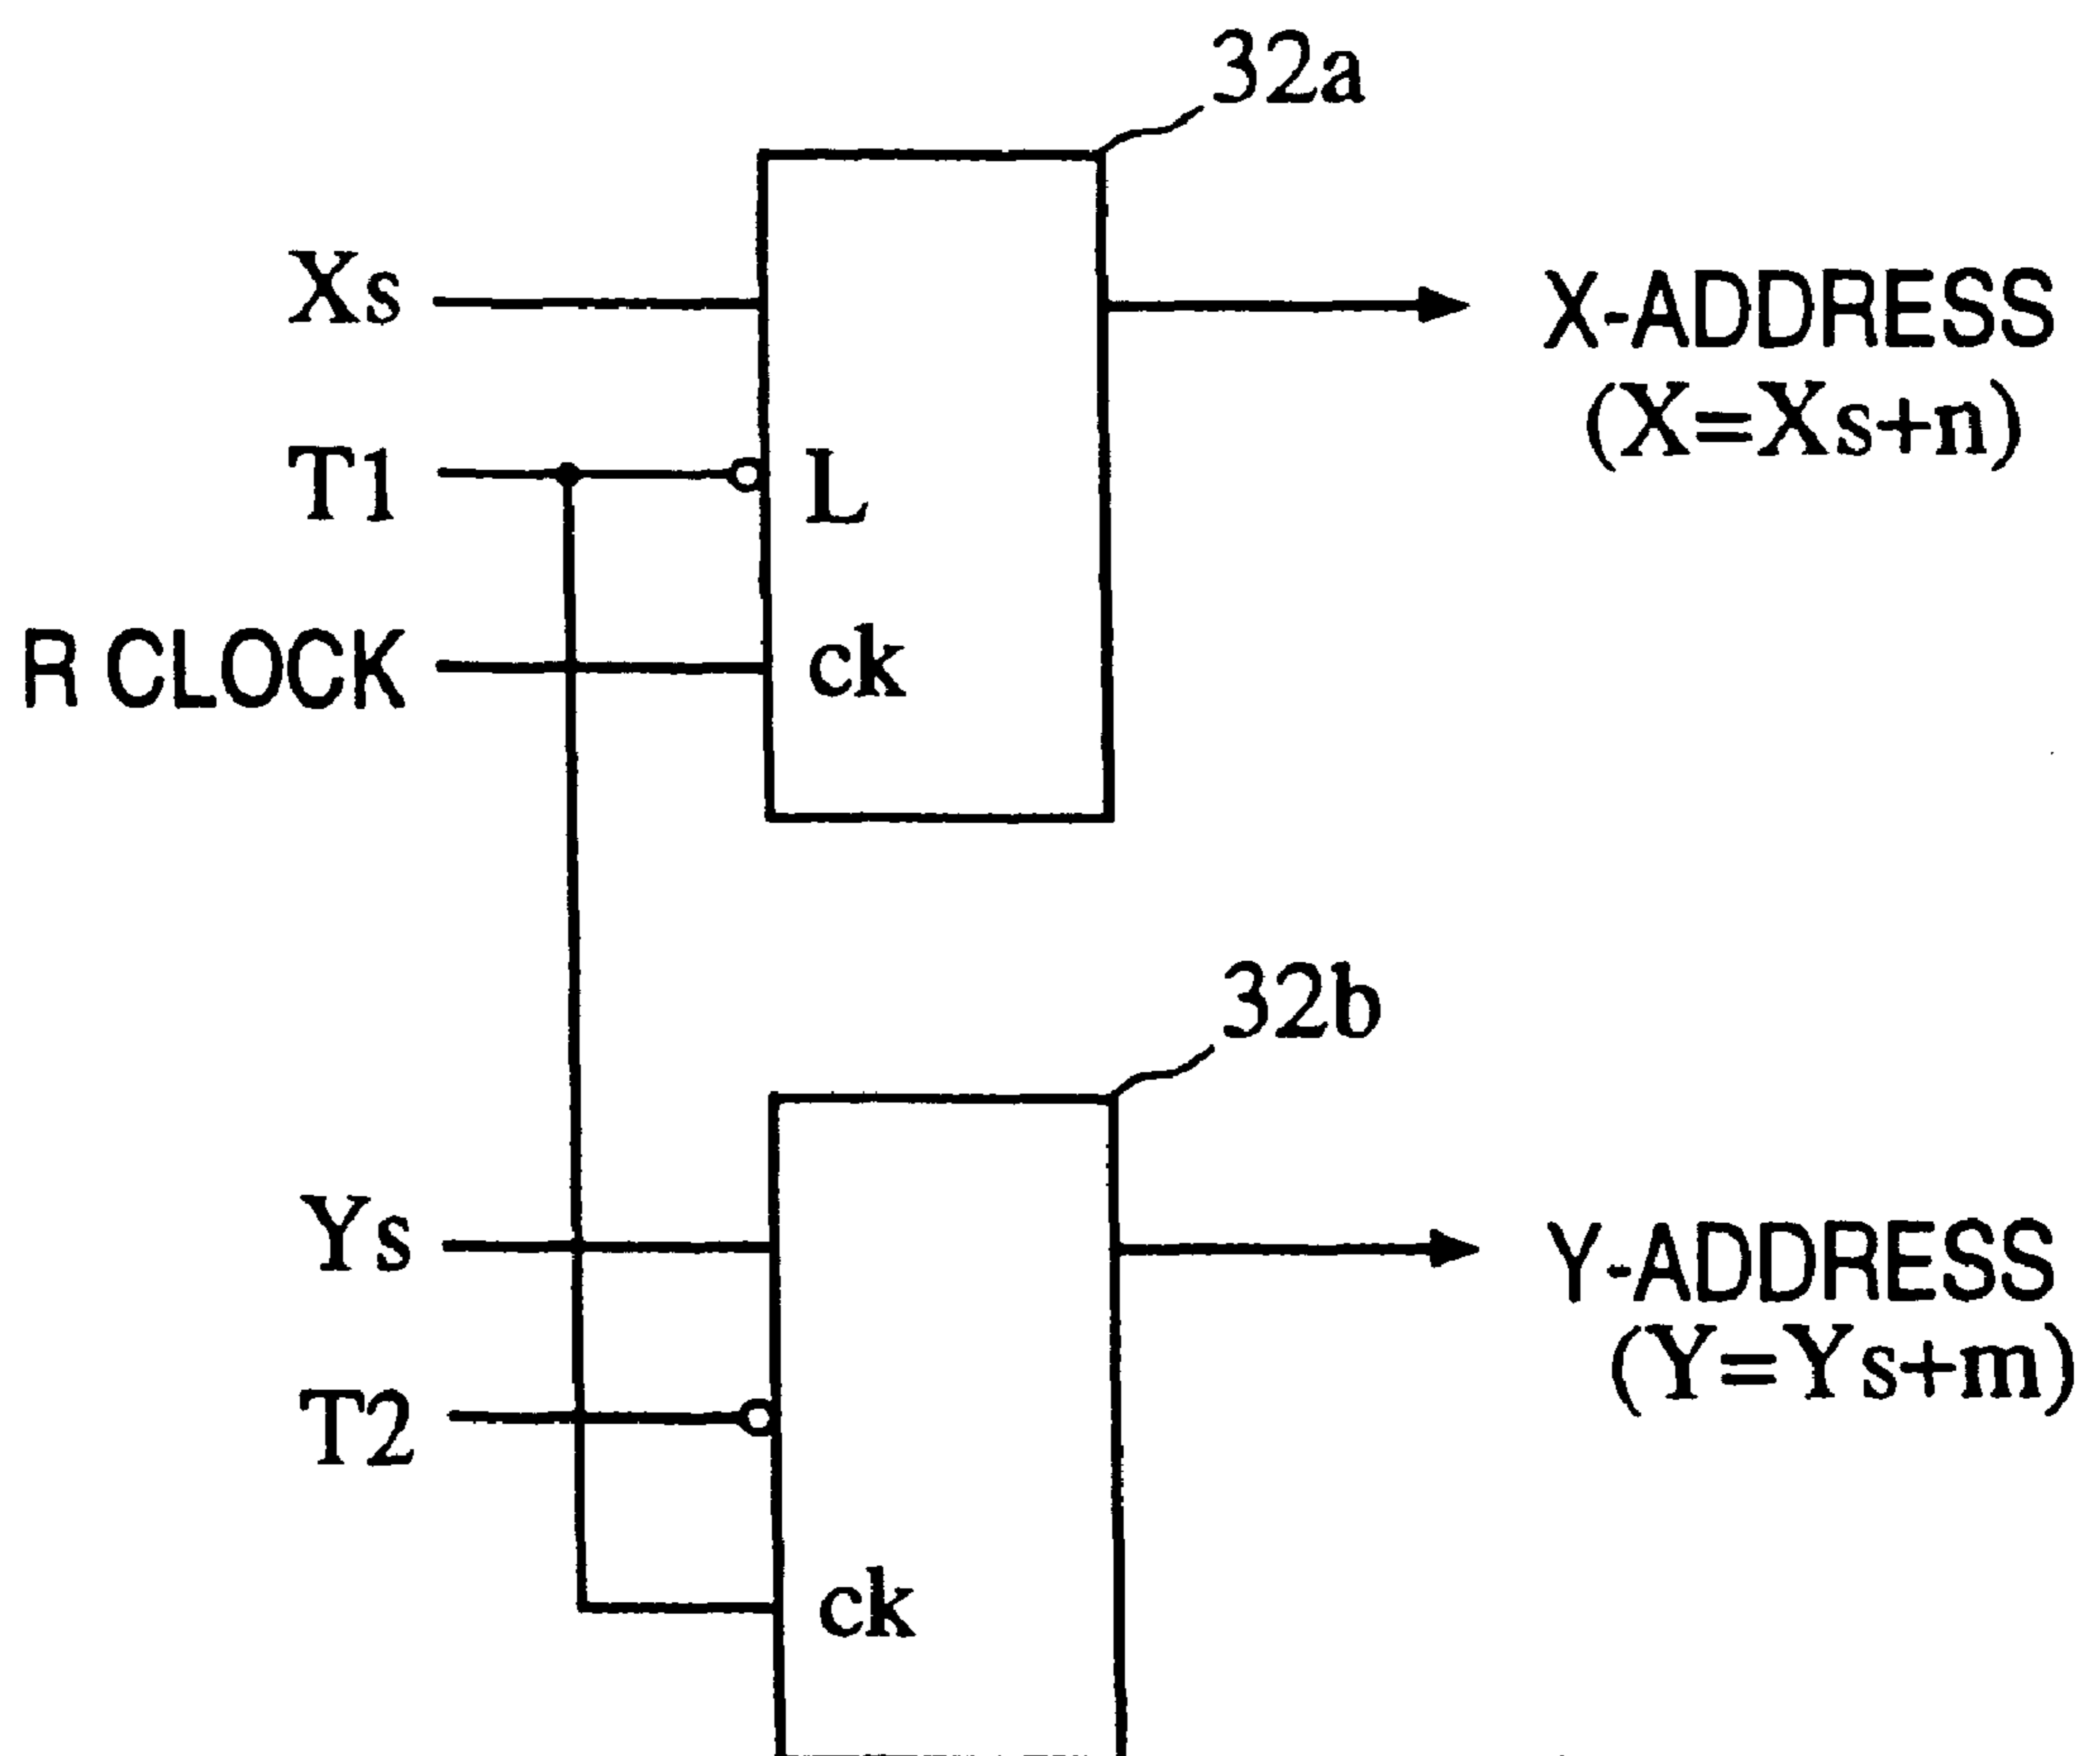 32a
Xs
X-ADDRESS
(X=Xs+n)
T1
L
R CLOCK
ck
32b
Ys
Y-ADDRESS
(Y=Ys+m)
T2
ck